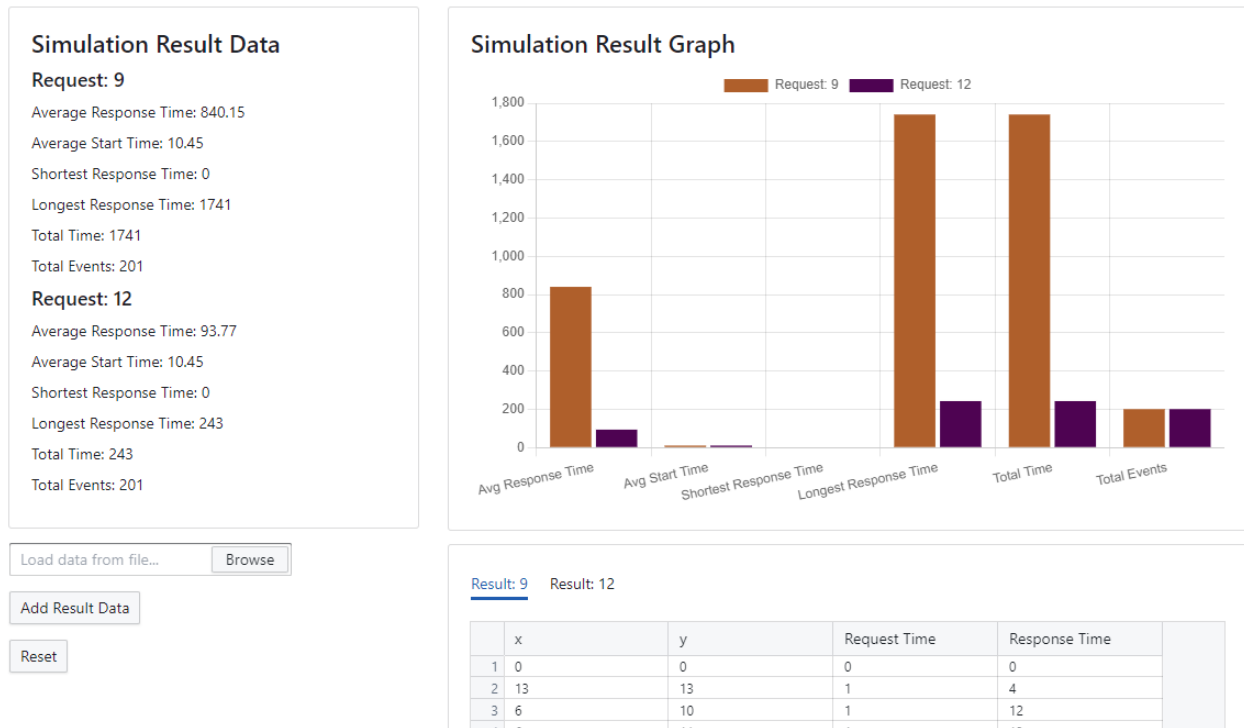 Simulation Result Data
Request: 9
Average Response Time: 840.15
Average Start Time: 10.45
Shortest Response Time: 0
Longest Response Time: 1741
Total Time: 1741
Total Events: 201
Request: 12
Average Response Time: 93.77
Average Start Time: 10.45
Shortest Response Time: 0
Longest Response Time: 243
Total Time: 243
Total Events: 201
Load data from file... Browse
Add Result Data
Reset
Simulation Result Graph
Request: 9 Request: 12
1,800
1,600
1,400
1,200
1,000
800
600
400
200
0
Avg Response Time Avg Start Time Shortest Response Time Longest Response Time Total Time Total Events
Result: 9 Result: 12
x y Request Time Response Time
1 0 0 0 0
2 13 13 1 4
3 6 10 1 12